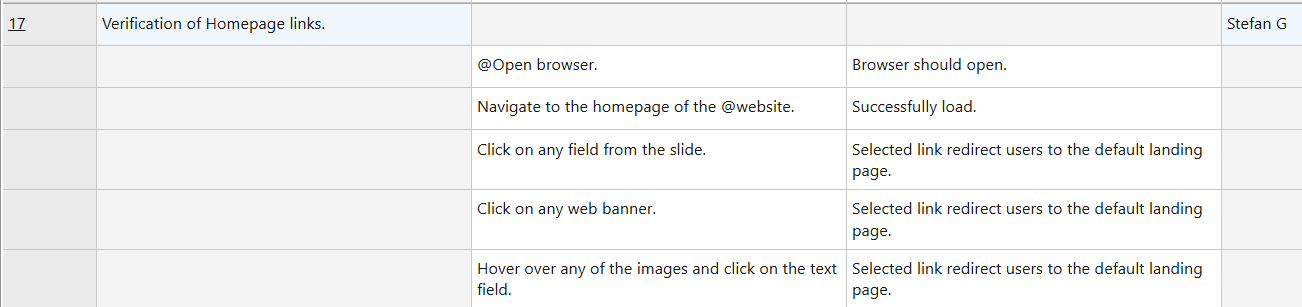 17 Verification of Homepage links. Stefan G
@Open browser. Browser should open.
Navigate to the homepage of the @website. Successfully load.
Click on any field from the slide. Selected link redirect users to the default landing
page.
Click on any web banner. Selected link redirect users to the default landing
page.
Hover over any of the images and click on the text
field.
Selected link redirect users to the default landing
page.